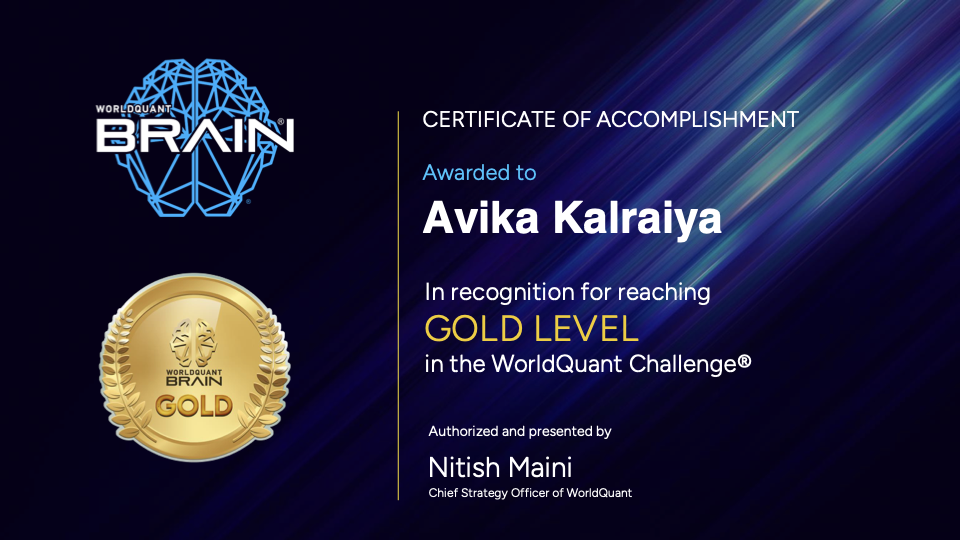 WORLDQUANT
BRAIN®
WORLDQUANT
BRAIN
GOLD
CERTIFICATE OF ACCOMPLISHMENT
Awarded to
Avika Kalraiya
In recognition for reaching
GOLD LEVEL
in the WorldQuant Challenge®
Authorized and presented by
Nitish Maini
Chief Strategy Officer of WorldQuant